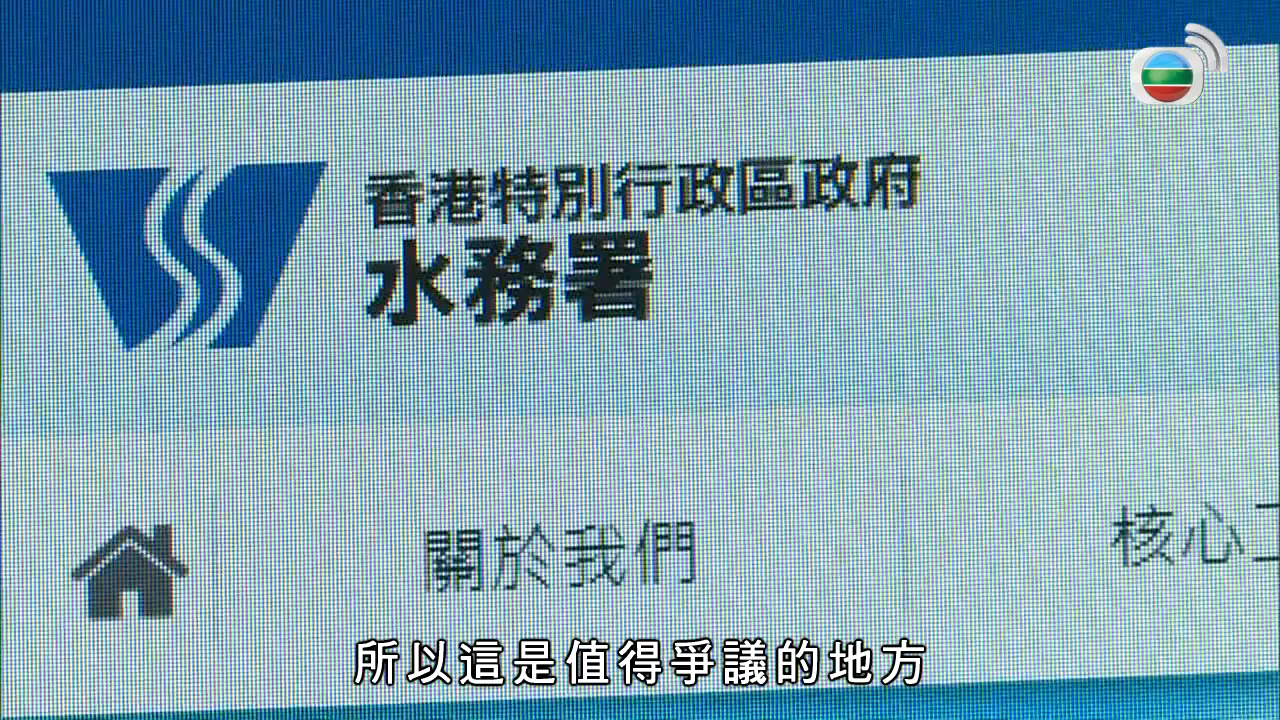 香港特別行政區政府
水務署
關於我們
核心
所以這是值得爭議的地方